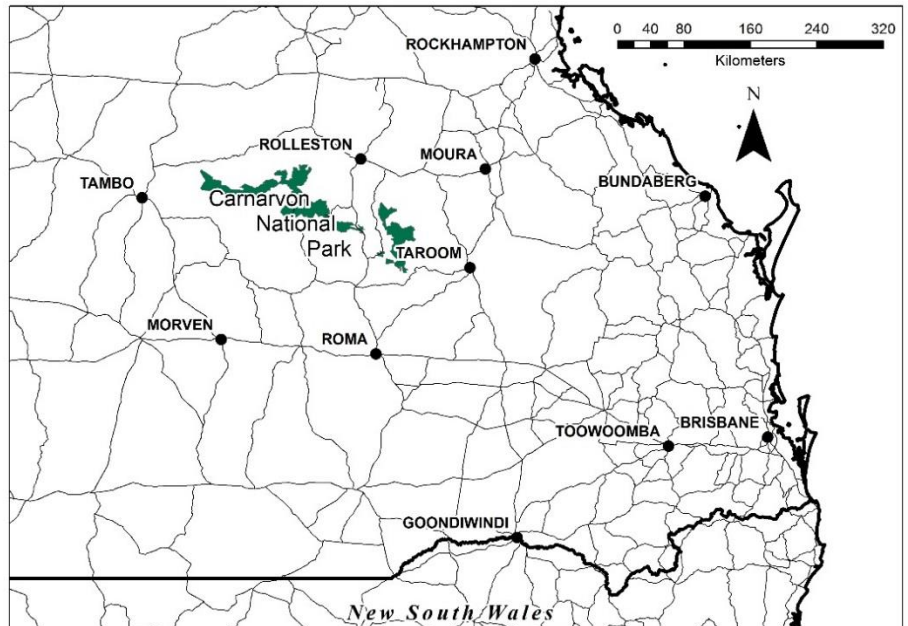 ROCKHAMPTON
0 40 80 160 240 320
Kilometers
N
ROLLESTON
MOURA
TAMBO
BUNDABERG
Carnarvon
National
Park
TAROOM
MORVEN
ROMA
TOOWOOMBA
BRISBANE
GOONDIWINDI
New South Wales